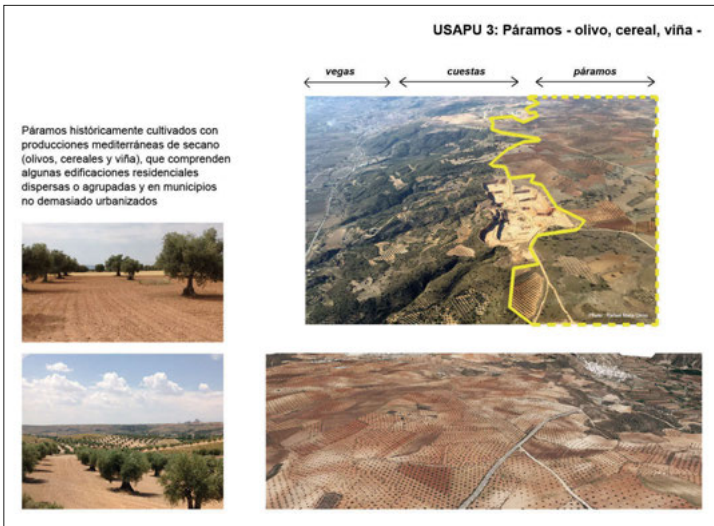 USAPU 3: Páramos - olivo, cereal, viña -
vegas cuestas páramos
Páramos históricamente cultivados con
producciones mediterráneas de secano
(olivos, cereales y viña), que comprenden
algunas edificaciones residenciales
dispersas o agrupadas y en municipios
no demasiado urbanizados